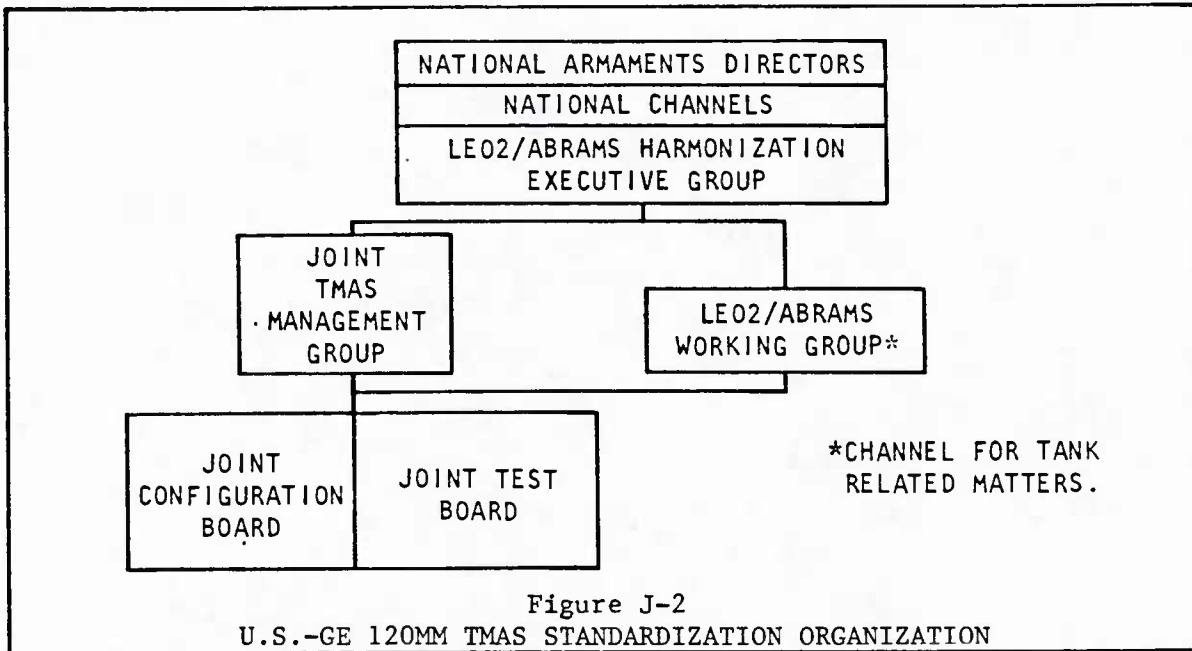 NATIONAL ARMAMENTS DIRECTORS
NATIONAL CHANNELS
LEO2/ABRAMS HARMONIZATION
EXECUTIVE GROUP
JOINT
TMAS
MANAGEMENT
GROUP
LEO2/ABRAMS
WORKING GROUP*
JOINT
CONFIGURATION
BOARD
JOINT TEST
BOARD
*CHANNEL FOR TANK
RELATED MATTERS.
Figure J-2
U.S.-GE 120MM TMAS STANDARDIZATION ORGANIZATION